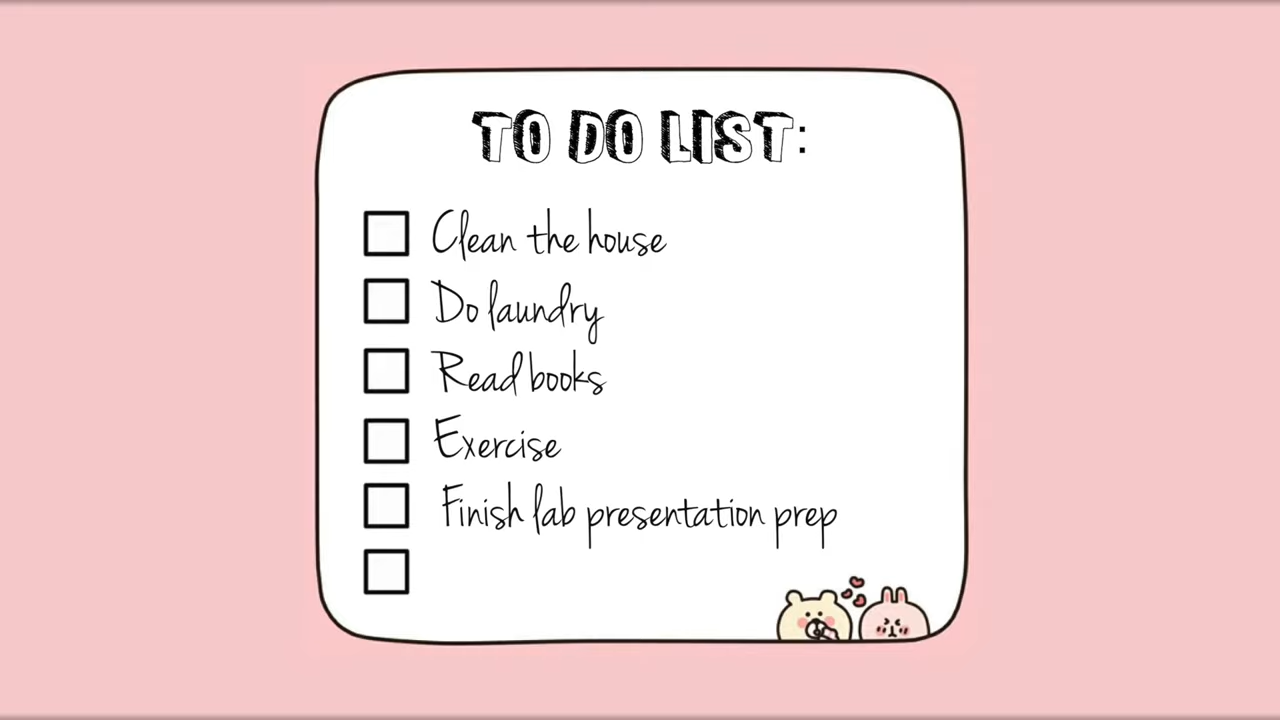 TO DO LIST:
Clean the house
Do laundry
Read books
Exercise
Finish lab presentation prep